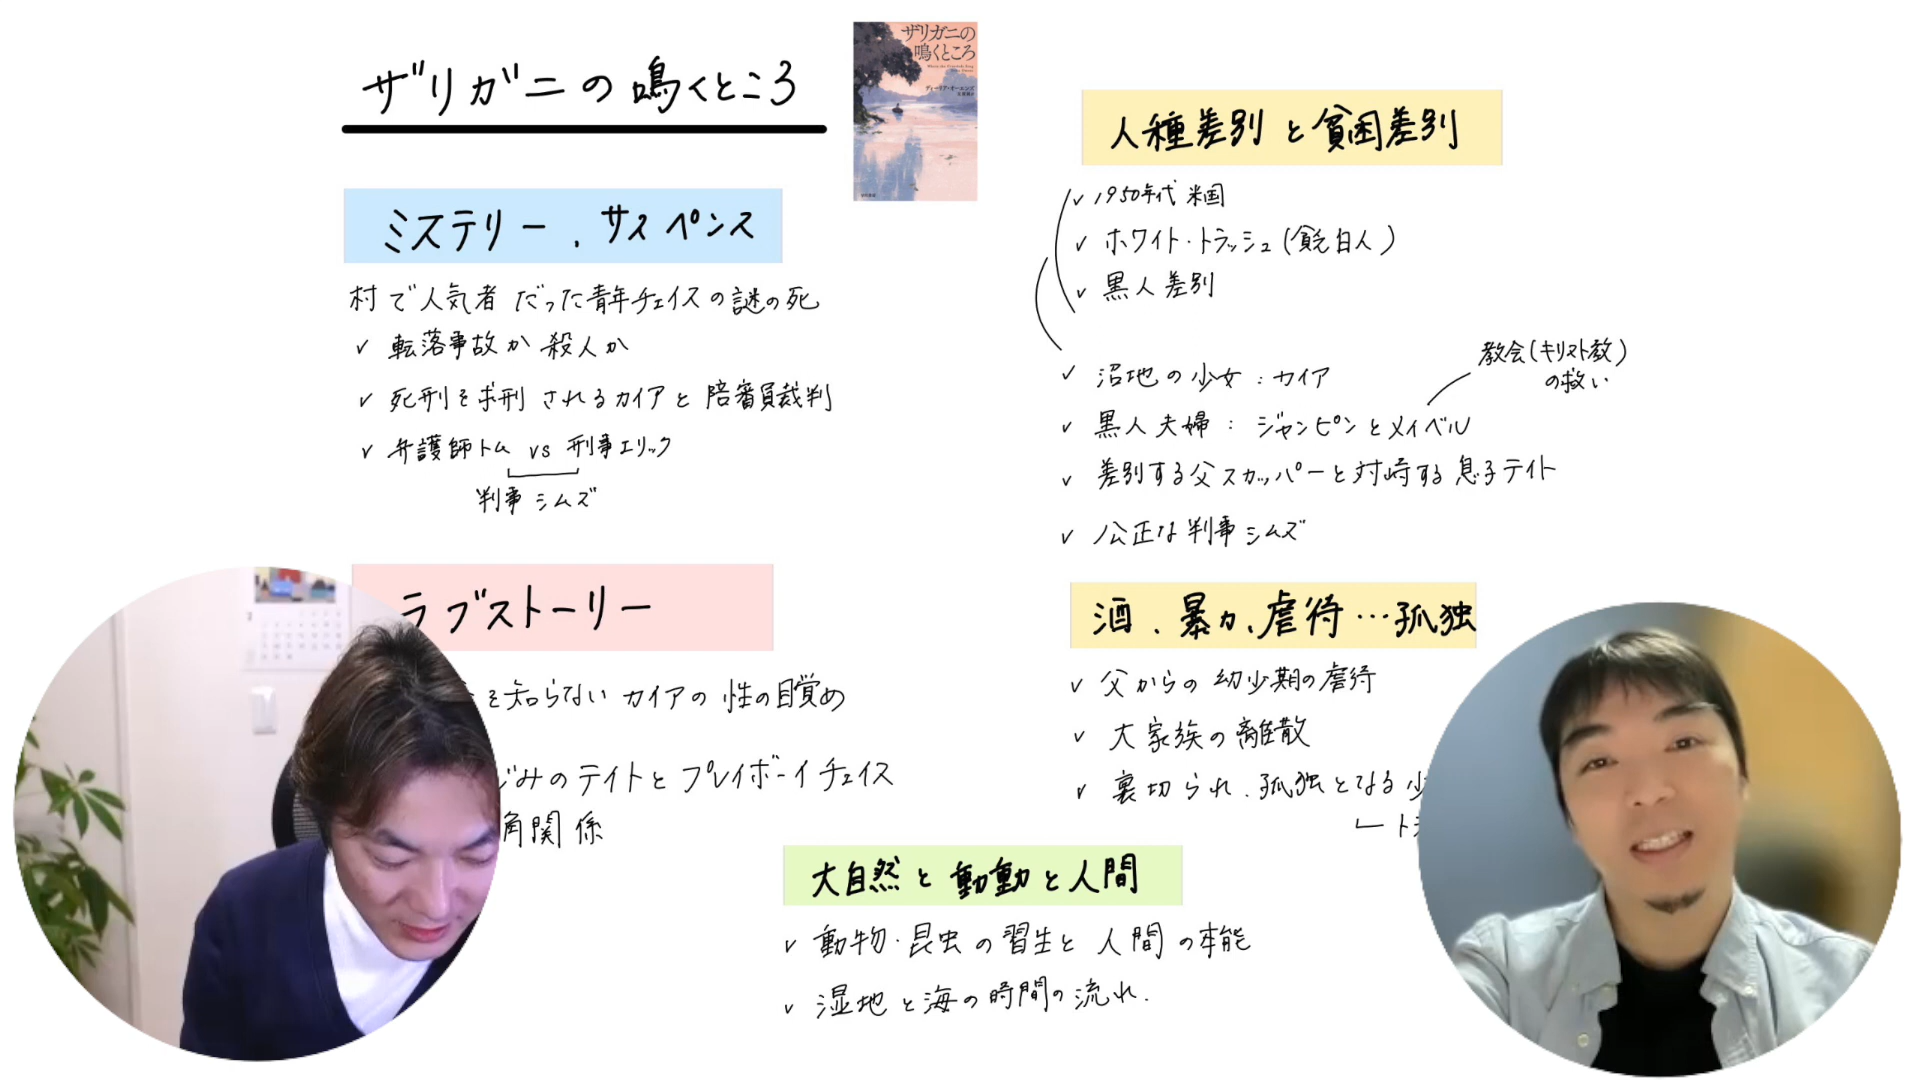 ザリガニの鳴くところ
ザリガニの
鳴くところ
ディーリア・オーエンズ
ミステリー、サスペンス
村で人気者だった青年チェイスの謎の死
✓ 転落事故か殺人か
✓ 死刑を求刑されるカイアと陪審員裁判
✓ 弁護師トム vs 刑事エリック
判事シムズ
ラブストーリー
を知らないカイアの性の目覚め
じみのテイトとプレイボーイチェイス
角関係
人種差別と貧困差別
✓ 1950年代米国
✓ ホワイト・トラッシュ(貧乏白人)
✓ 黒人差別
✓ 沼地の少女:カイア
教会(キリスト教)
の救い
✓ 黒人夫婦:ジャンピンとメイベル
✓ 差別する父スカッパーと対峙する息子テイト
✓ 公正な判事シムズ
酒、暴力、虐待…孤独
✓ 父からの幼少期の虐待
✓ 大家族の離散
✓ 裏切られ、孤独となる少
大自然と動動と人間
✓ 動物・昆虫の習生と人間の本能
✓ 湿地と海の時間の流れ.